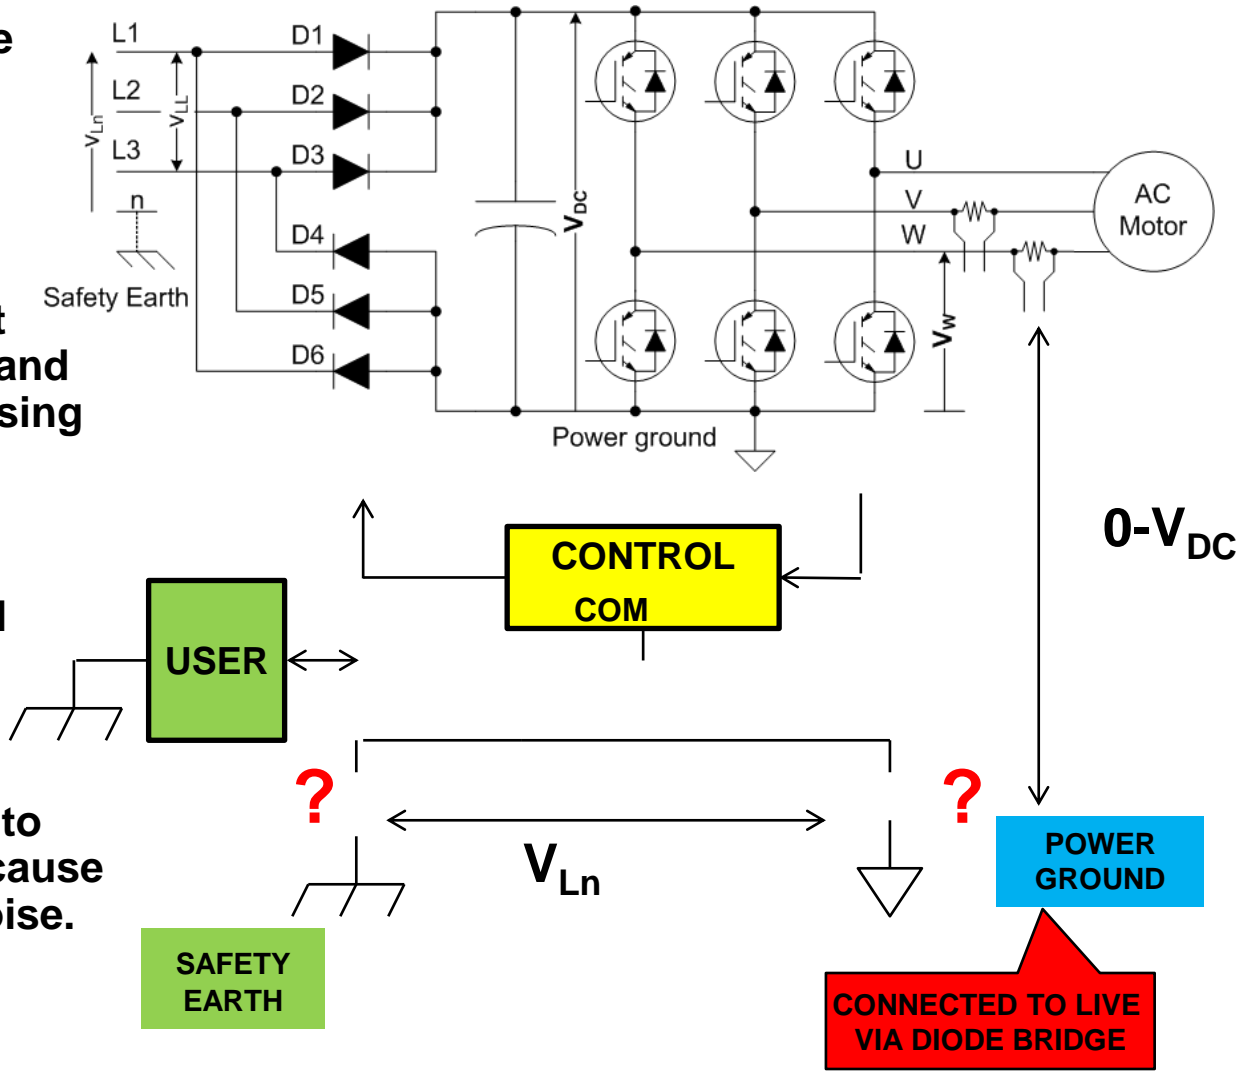 e
L1
D1
L2
D2
L3
D3
VLn
VLL
n
D4
D5
D6
Safety Earth
VDC
U
V
W
AC
Motor
VW
t
and
sing
Power ground
0-VDC
CONTROL
COM
l
USER
?
?
to
cause
oise.
VLn
POWER
GROUND
SAFETY
EARTH
CONNECTED TO LIVE
VIA DIODE BRIDGE